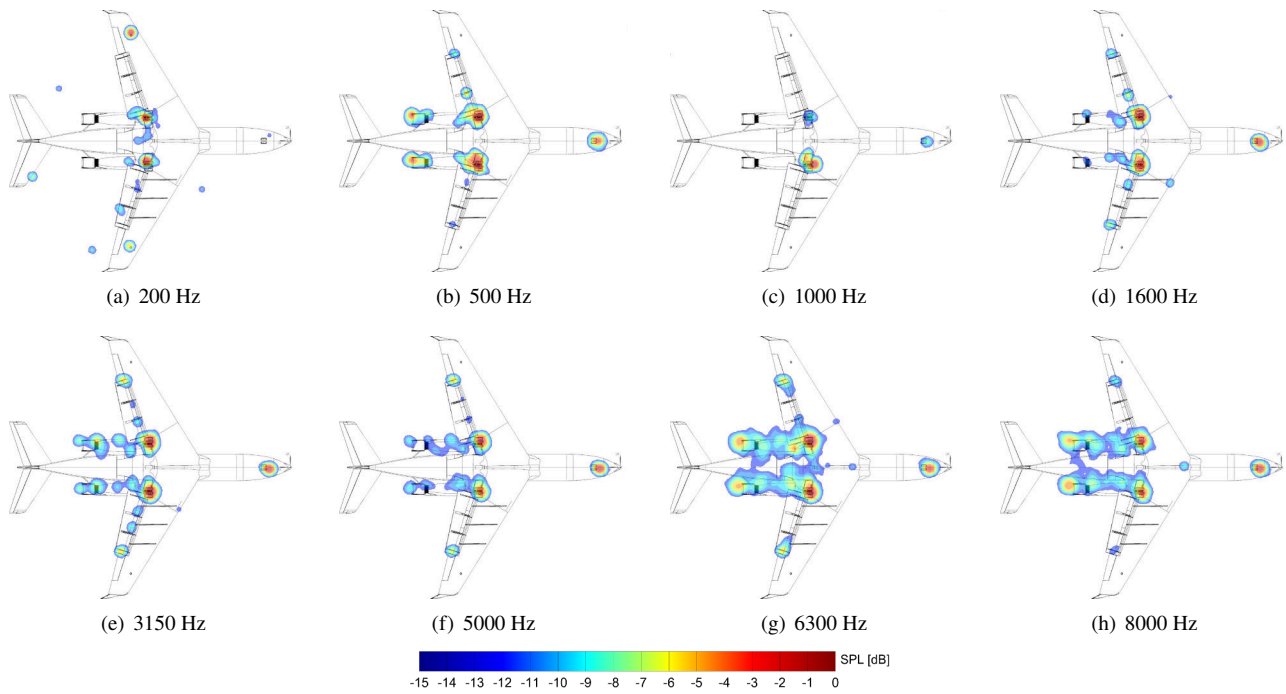 (a) 200 Hz
(b) 500 Hz
(c) 1000 Hz
(d) 1600 Hz
(e) 3150 Hz
(f) 5000 Hz
(g) 6300 Hz
(h) 8000 Hz
SPL [dB]
-15 -14 -13 -12 -11 -10 -9 -8 -7 -6 -5 -4 -3 -2 -1 0